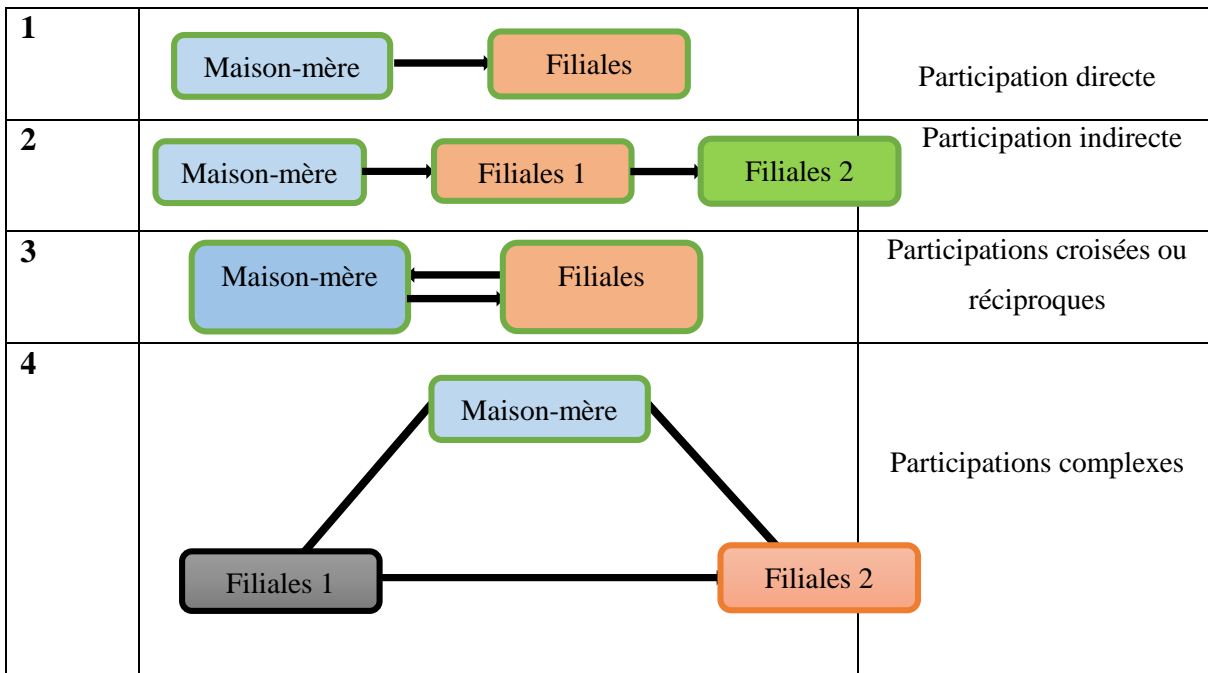 1
Maison-mère
Filiales
Participation directe
2
Maison-mère
Filiales 1
Filiales 2
Participation indirecte
3
Maison-mère
Filiales
Participations croisées ou
réciproques
4
Maison-mère
Filiales 1
Filiales 2
Participations complexes